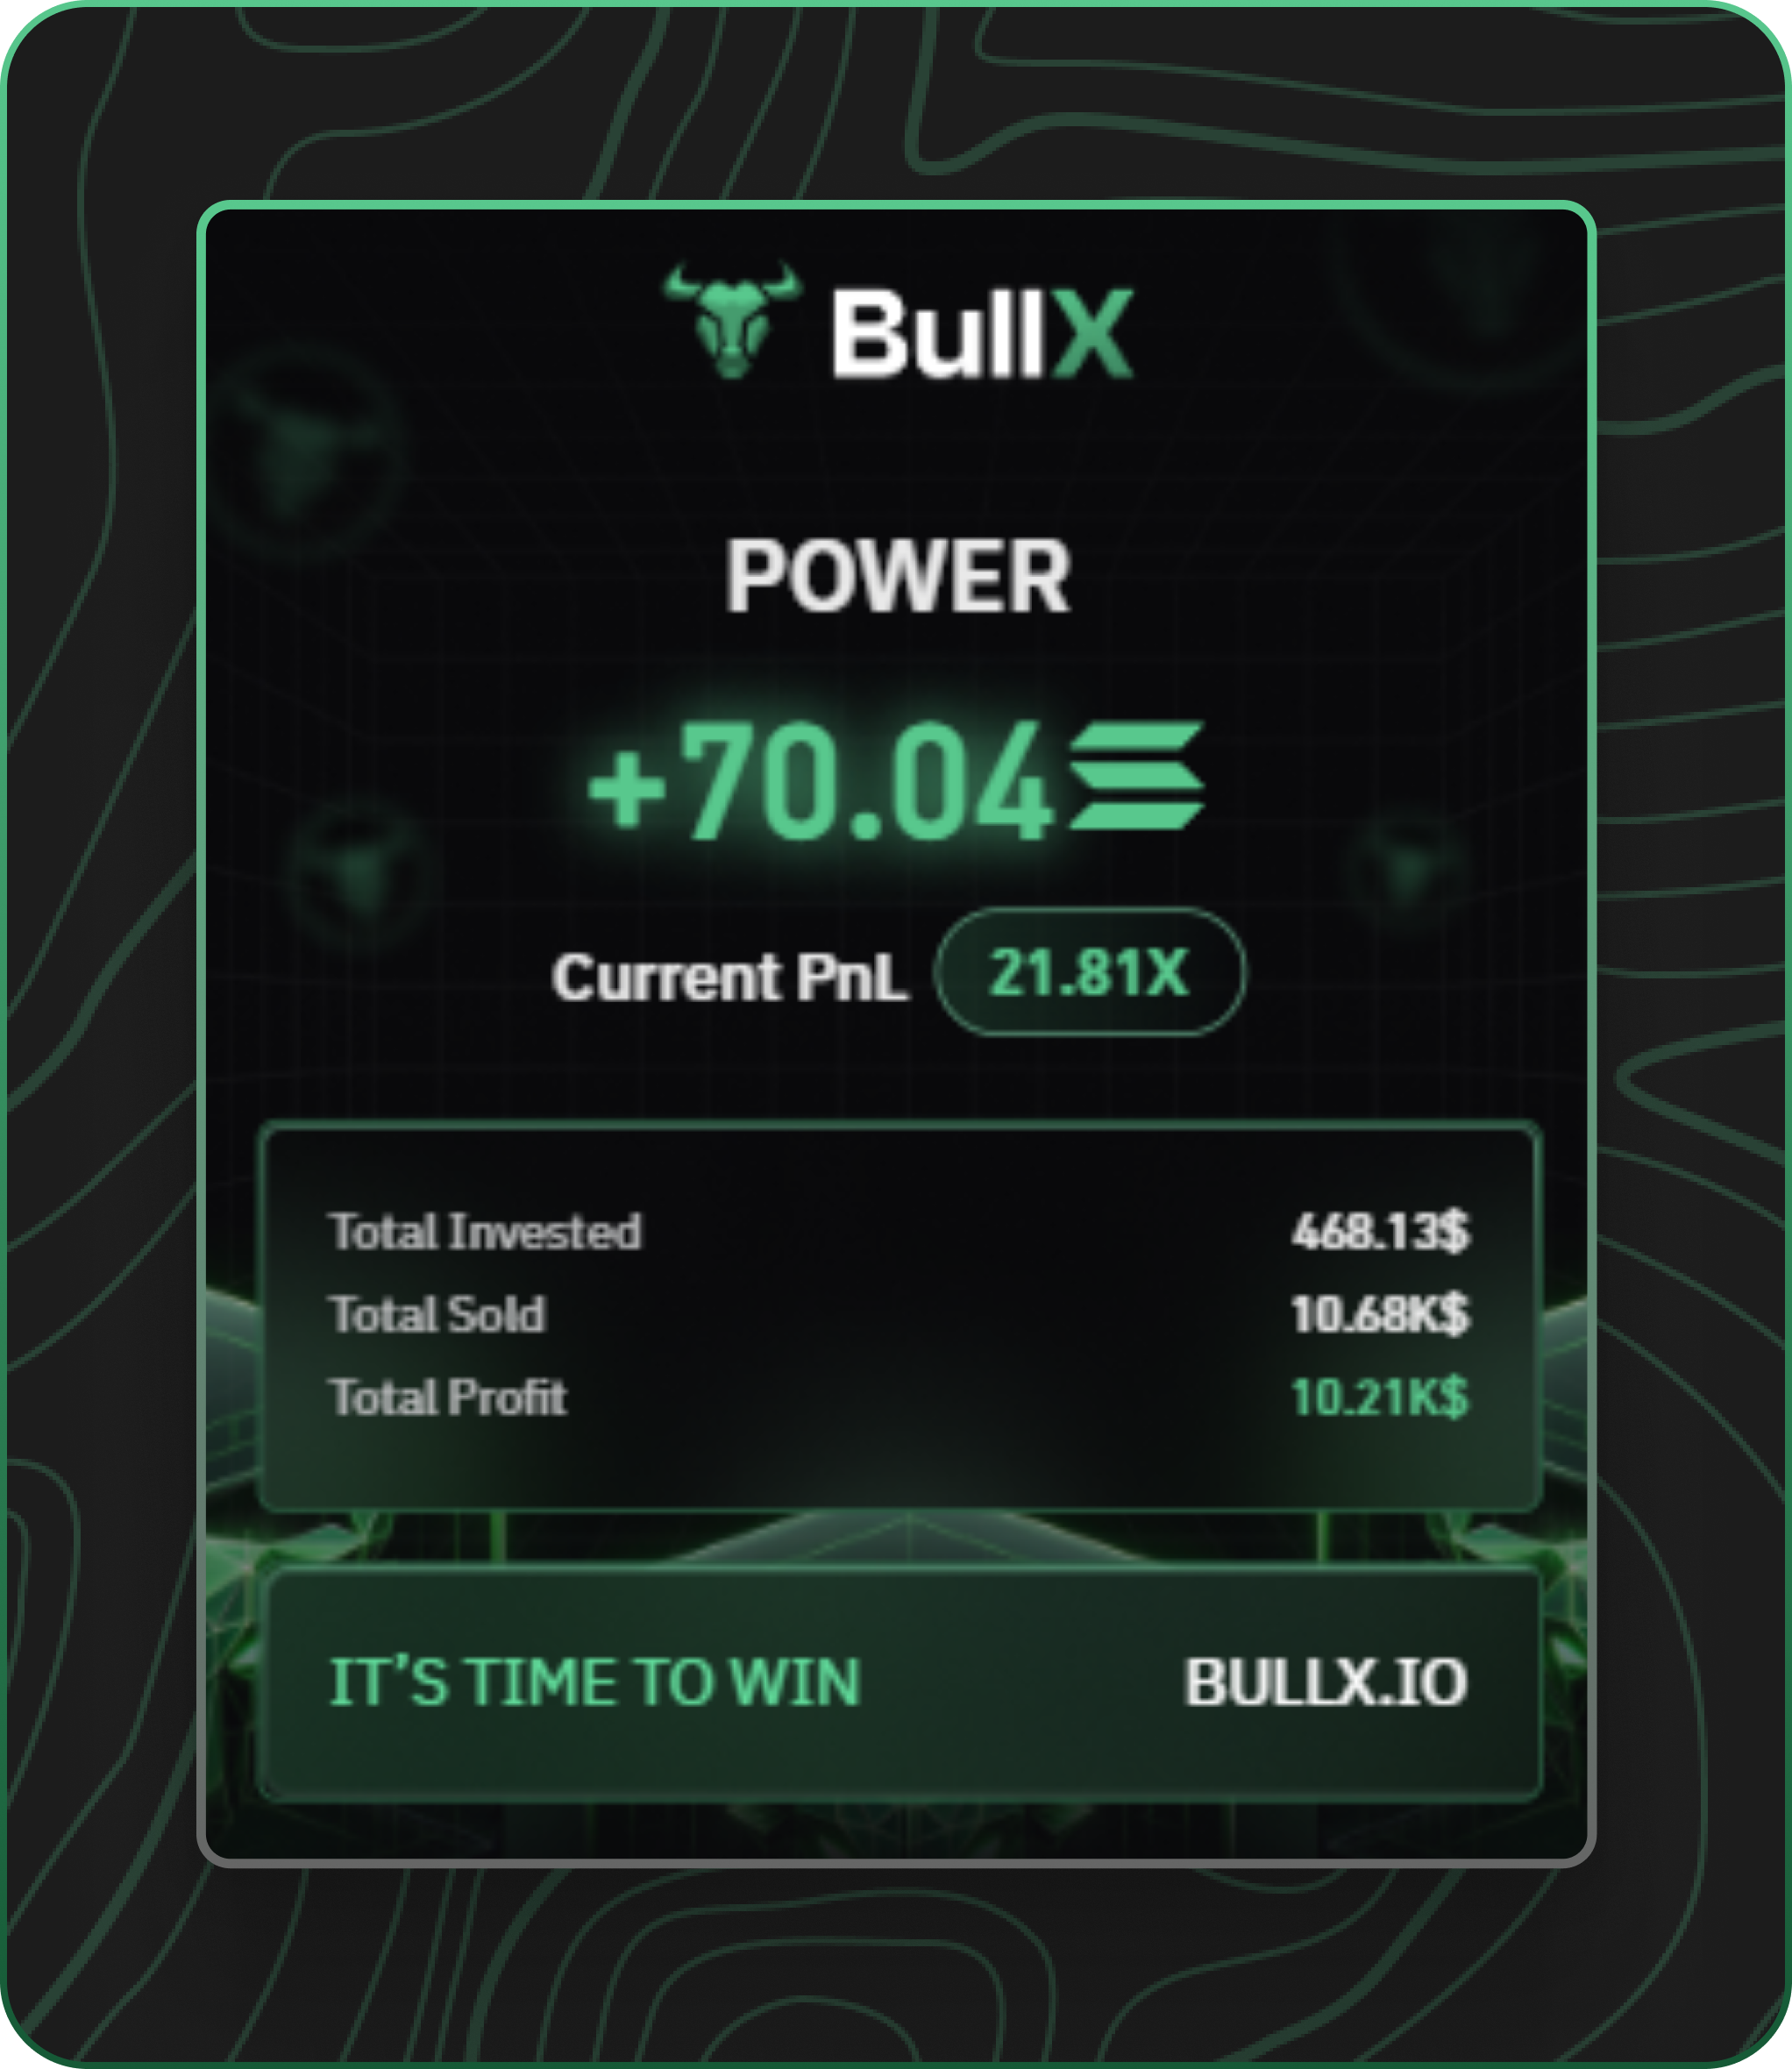 BullX
POWER
+70.04
Current PnL 21.81X
Total Invested 468.13$
Total Sold 10.68K$
Total Profit 10.21K$
IT'S TIME TO WIN BULLX.IO